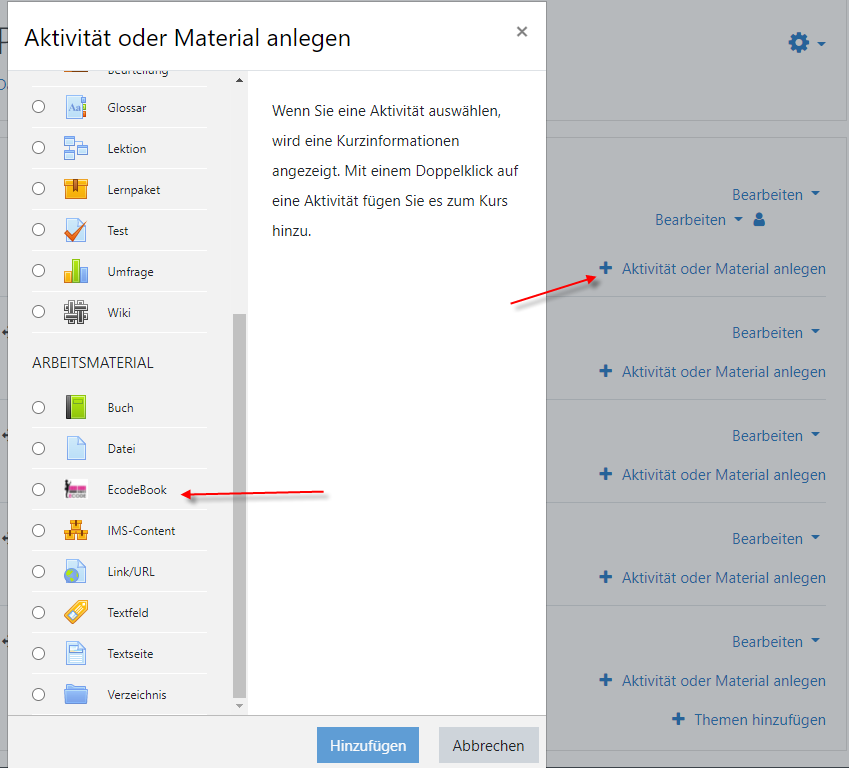 Aktivität oder Material anlegen
×
Beurteilung
Glossar
Lektion
Lernpaket
Test
Umfrage
Wiki
ARBEITSMATERIAL
Buch
Datei
EcodeBook
IMS-Content
Link/URL
Textfeld
Textseite
Verzeichnis
Wenn Sie eine Aktivität auswählen,
wird eine Kurzinformationen
angezeigt. Mit einem Doppelklick auf
eine Aktivität fügen Sie es zum Kurs
hinzu.
Hinzufügen
Abbrechen
Bearbeiten
Bearbeiten
Aktivität oder Material anlegen
Bearbeiten
Aktivität oder Material anlegen
Bearbeiten
Aktivität oder Material anlegen
Bearbeiten
Aktivität oder Material anlegen
Bearbeiten
Aktivität oder Material anlegen
Themen hinzufügen